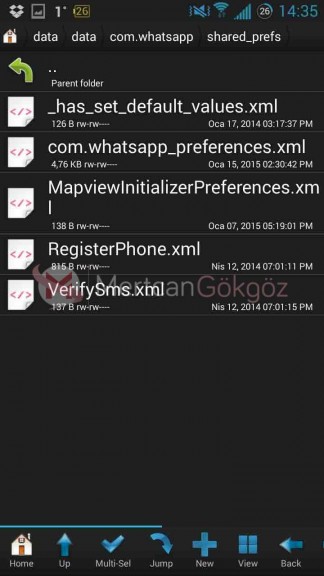 1° 26 26 14:35
data data com.whatsapp shared_prefs
..
Parent folder
_has_set_default_values.xml
126 B rw-rw---- Oca 17, 2014 03:17:37 PM
com.whatsapp_preferences.xml
4,76 KB rw-rw---- Oca 15, 2015 02:30:42 PM
MapviewInitializerPreferences.xm
l
138 B rw-rw---- Oca 07, 2015 05:19:01 PM
RegisterPhone.xml
815 B rw-rw---- Nis 12, 2014 07:01:11 PM
MertcanGökgöz
VerifySms.xml
137 B rw-rw---- Nis 12, 2014 07:01:15 PM
Home Up Multi-Sel Jump New View Back